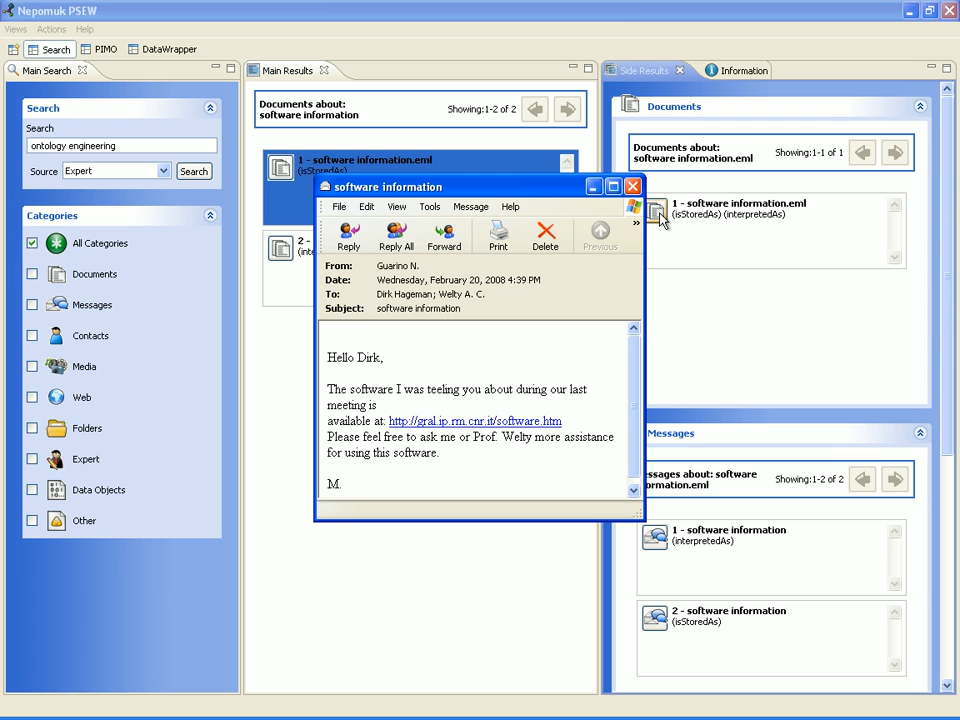 Nepomuk PSEW
Views Actions Help
Search PIMO DataWrapper
Main Search
Search
Search
ontology engineering
Source Expert Search
Categories
All Categories
Documents
Messages
Contacts
Media
Web
Folders
Expert
Data Objects
Other
Main Results
Documents about:
software information
Showing:1-2 of 2
1 - software information.eml
(isStoredAs)
2 -
software information
File Edit View Tools Message Help
»
Reply Reply All Forward Print Delete Previous
From: Guarino N.
Date: Wednesday, February 20, 2008 4:39 PM
To: Dirk Hageman; Welty A. C.
Subject: software information
Hello Dirk,
The software I was teeling you about during our last
meeting is
available at: http://gral.ip.rm.cnr.it/software.htm
Please feel free to ask me or Prof. Welty more assistance
for using this software.
M.
Side Results Information
Documents
Documents about:
software information.eml
Showing:1-1 of 1
1 - software information.eml
(isStoredAs) (interpretedAs)
Messages
ssages about: software
ormation.eml
Showing:1-2 of 2
1 - software information
(interpretedAs)
2 - software information
(isStoredAs)